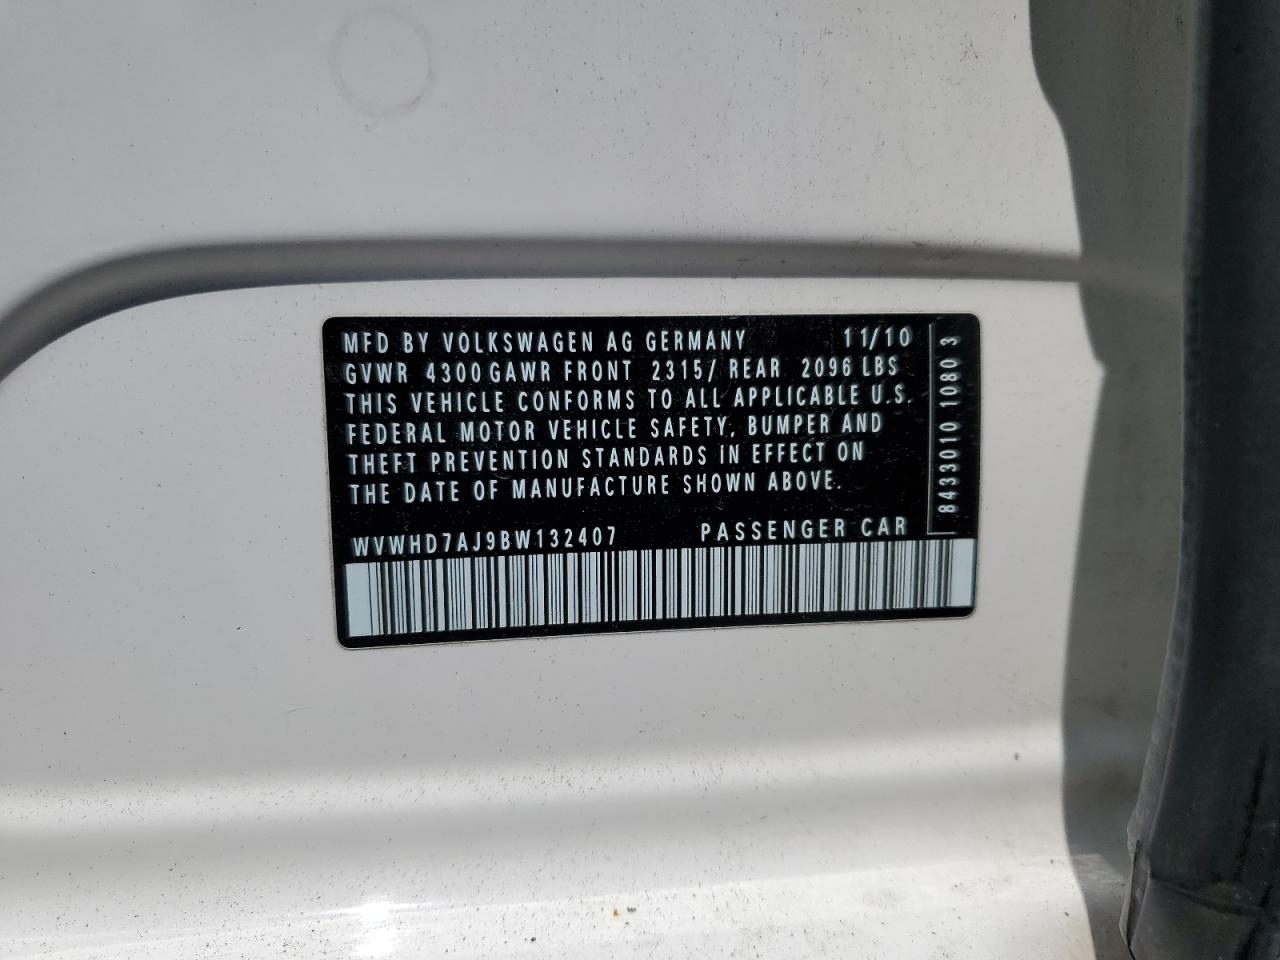 MFD BY VOLKSWAGEN AG GERMANY 11/10
GVWR 4300 GAWR FRONT 2315/ REAR 2096 LBS
THIS VEHICLE CONFORMS TO ALL APPLICABLE U.S.
FEDERAL MOTOR VEHICLE SAFETY, BUMPER AND
THEFT PREVENTION STANDARDS IN EFFECT ON
THE DATE OF MANUFACTURE SHOWN ABOVE.
WVWHD7AJ9BW132407 PASSENGER CAR
8433010 1080 3